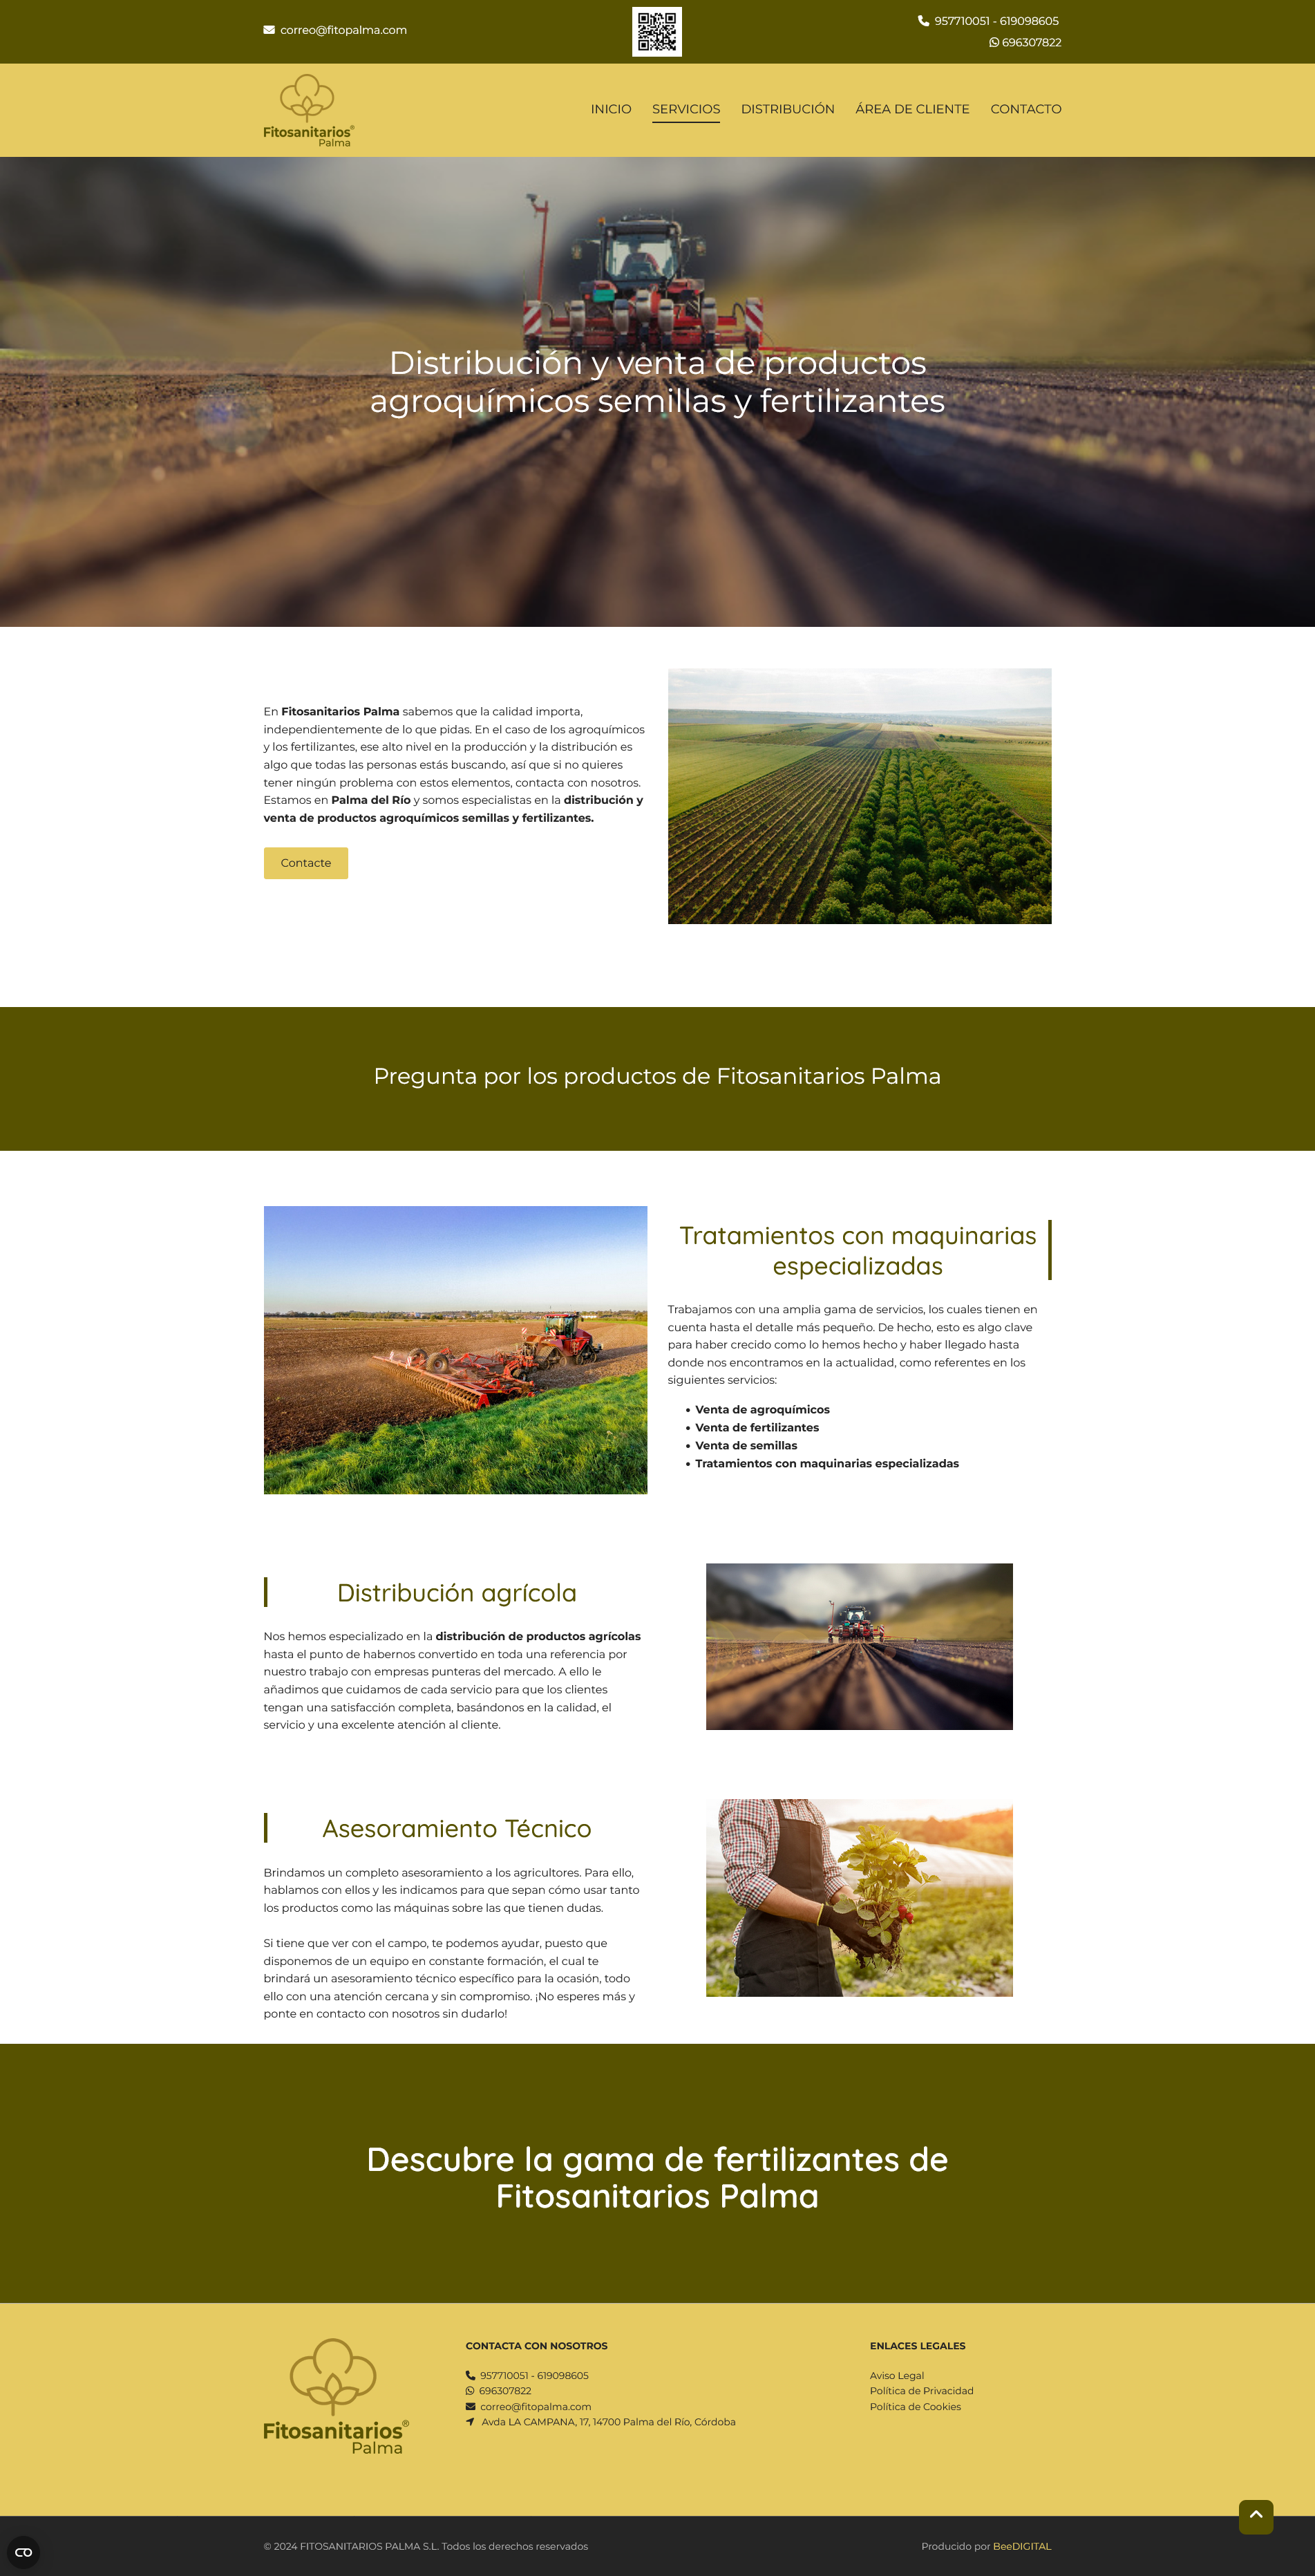 correo@fitopalma.com
957710051 - 619098605
696307822
Fitosanitarios®
Palma
INICIO
SERVICIOS
DISTRIBUCIÓN
ÁREA DE CLIENTE
CONTACTO
Distribución y venta de productos
agroquímicos semillas y fertilizantes
En Fitosanitarios Palma sabemos que la calidad importa,
independientemente de lo que pidas. En el caso de los agroquímicos
y los fertilizantes, ese alto nivel en la producción y la distribución es
algo que todas las personas estás buscando, así que si no quieres
tener ningún problema con estos elementos, contacta con nosotros.
Estamos en Palma del Río y somos especialistas en la distribución y
venta de productos agroquímicos semillas y fertilizantes.
Contacte
Pregunta por los productos de Fitosanitarios Palma
Tratamientos con maquinarias
especializadas
Trabajamos con una amplia gama de servicios, los cuales tienen en
cuenta hasta el detalle más pequeño. De hecho, esto es algo clave
para haber crecido como lo hemos hecho y haber llegado hasta
donde nos encontramos en la actualidad, como referentes en los
siguientes servicios:
• Venta de agroquímicos
• Venta de fertilizantes
• Venta de semillas
• Tratamientos con maquinarias especializadas
Distribución agrícola
Nos hemos especializado en la distribución de productos agrícolas
hasta el punto de habernos convertido en toda una referencia por
nuestro trabajo con empresas punteras del mercado. A ello le
añadimos que cuidamos de cada servicio para que los clientes
tengan una satisfacción completa, basándonos en la calidad, el
servicio y una excelente atención al cliente.
Asesoramiento Técnico
Brindamos un completo asesoramiento a los agricultores. Para ello,
hablamos con ellos y les indicamos para que sepan cómo usar tanto
los productos como las máquinas sobre las que tienen dudas.
Si tiene que ver con el campo, te podemos ayudar, puesto que
disponemos de un equipo en constante formación, el cual te
brindará un asesoramiento técnico específico para la ocasión, todo
ello con una atención cercana y sin compromiso. ¡No esperes más y
ponte en contacto con nosotros sin dudarlo!
Descubre la gama de fertilizantes de
Fitosanitarios Palma
Fitosanitarios®
Palma
CONTACTA CON NOSOTROS
957710051 - 619098605
696307822
correo@fitopalma.com
Avda LA CAMPANA, 17, 14700 Palma del Río, Córdoba
ENLACES LEGALES
Aviso Legal
Política de Privacidad
Política de Cookies
© 2024 FITOSANITARIOS PALMA S.L. Todos los derechos reservados
Producido por BeeDIGITAL